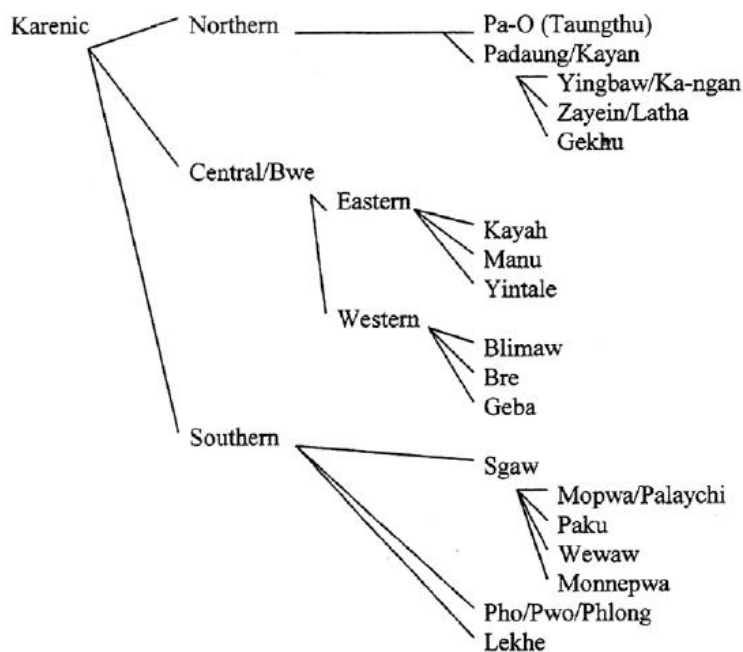 Karenic
Northern
Pa-O (Taungthu)
Padaung/Kayan
Yingbaw/Ka-ngan
Zayein/Latha
Gekhu
Central/Bwe
Eastern
Kayah
Manu
Yintale
Western
Blimaw
Bre
Geba
Southern
Sgaw
Mopwa/Palaychi
Paku
Wewaw
Monnepwa
Pho/Pwo/Phlong
Lekhe